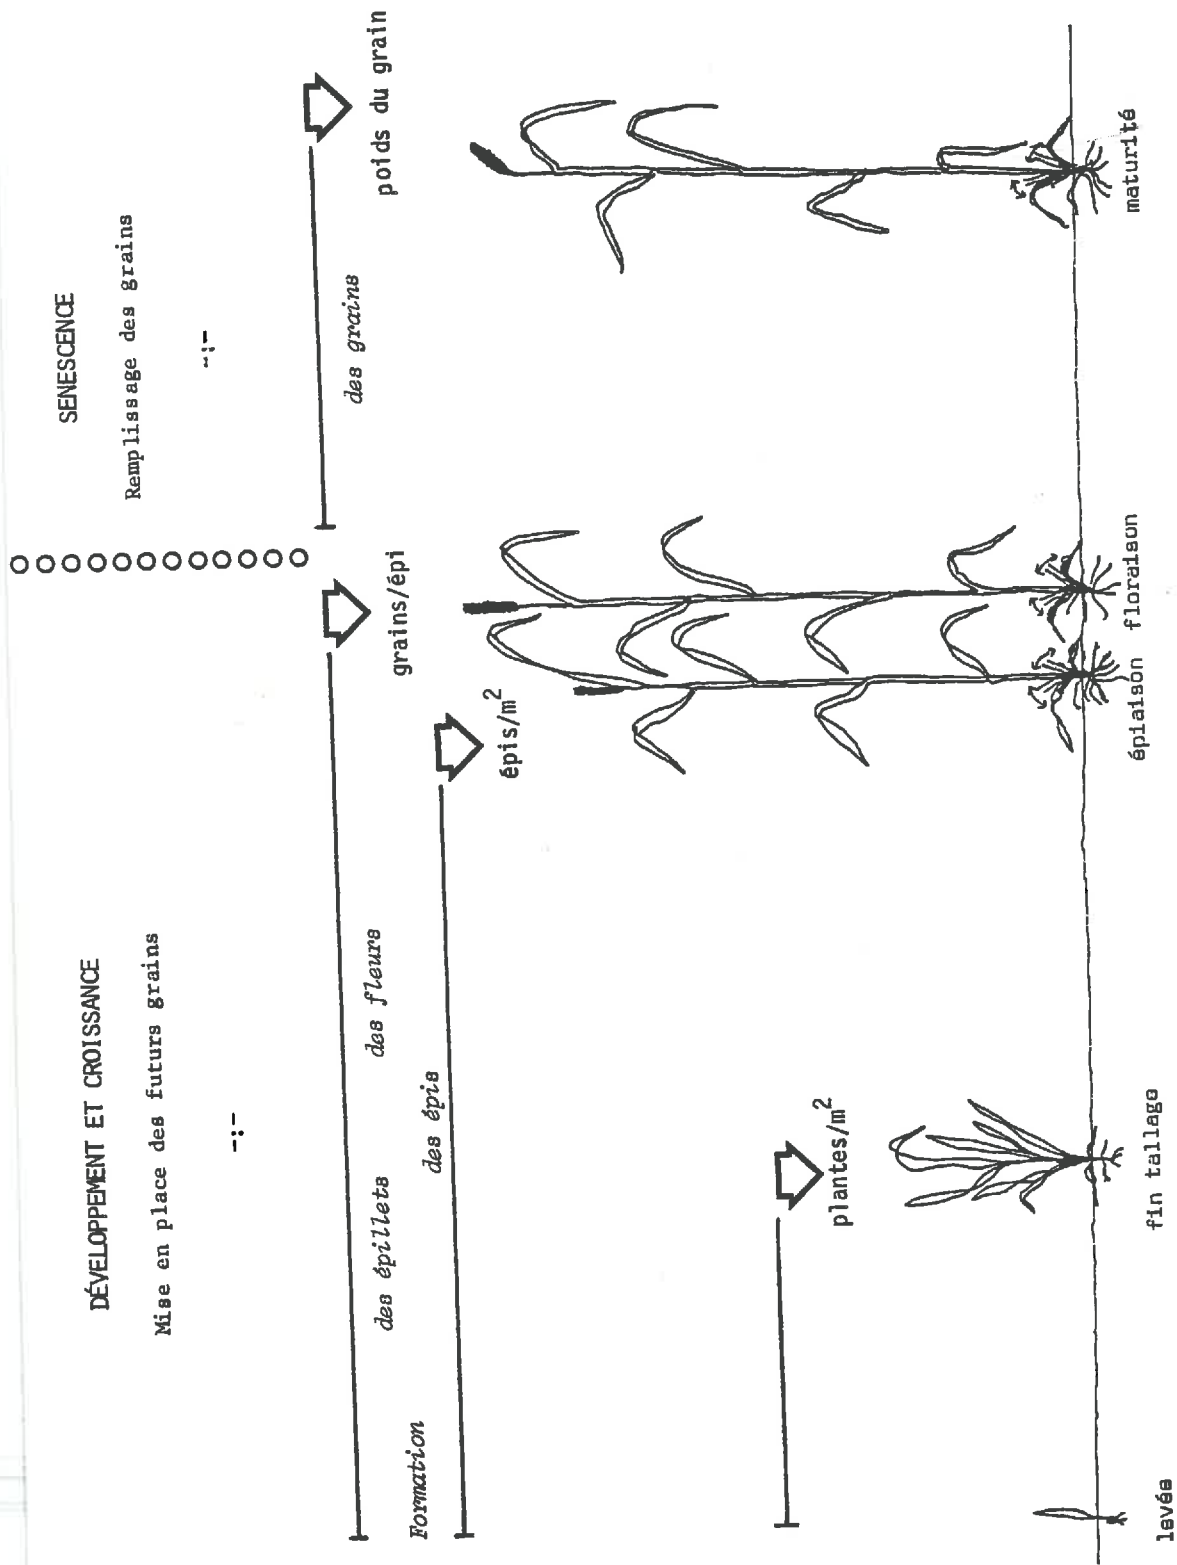 DÉVELOPPEMENT ET CROISSANCE
Mise en place des futurs grains
-:-
SENESCENCE
Remplissage des grains
-:-
Formation
des épillets
des fleurs
grains/épi
des grains
poids du grain
des épis
épis/m²
plantes/m²
levée
fin tallage
épiaison
floraison
maturité